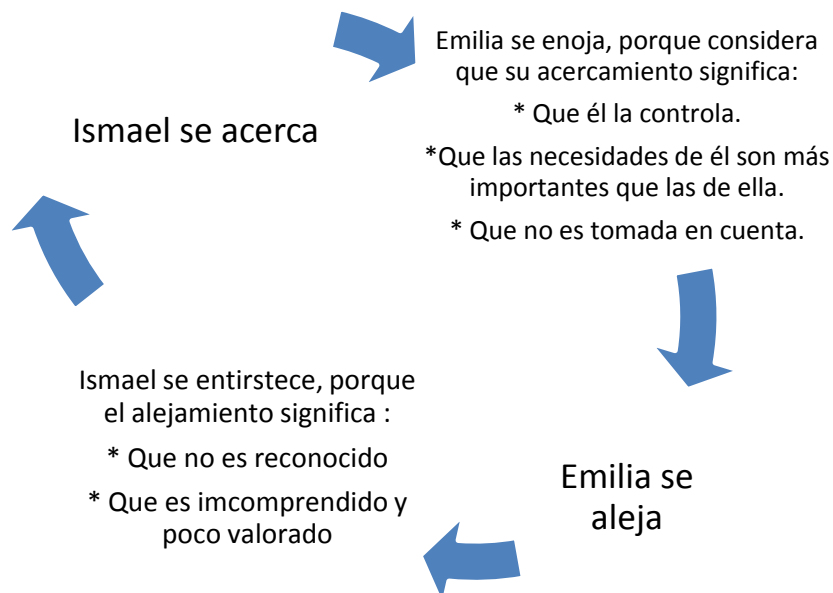 Ismael se acerca
Emilia se enoja, porque considera
que su acercamiento significa:
* Que él la controla.
*Que las necesidades de él son más
importantes que las de ella.
* Que no es tomada en cuenta.
Emilia se
aleja
Ismael se entirstece, porque
el alejamiento significa :
* Que no es reconocido
* Que es imcomprendido y
poco valorado